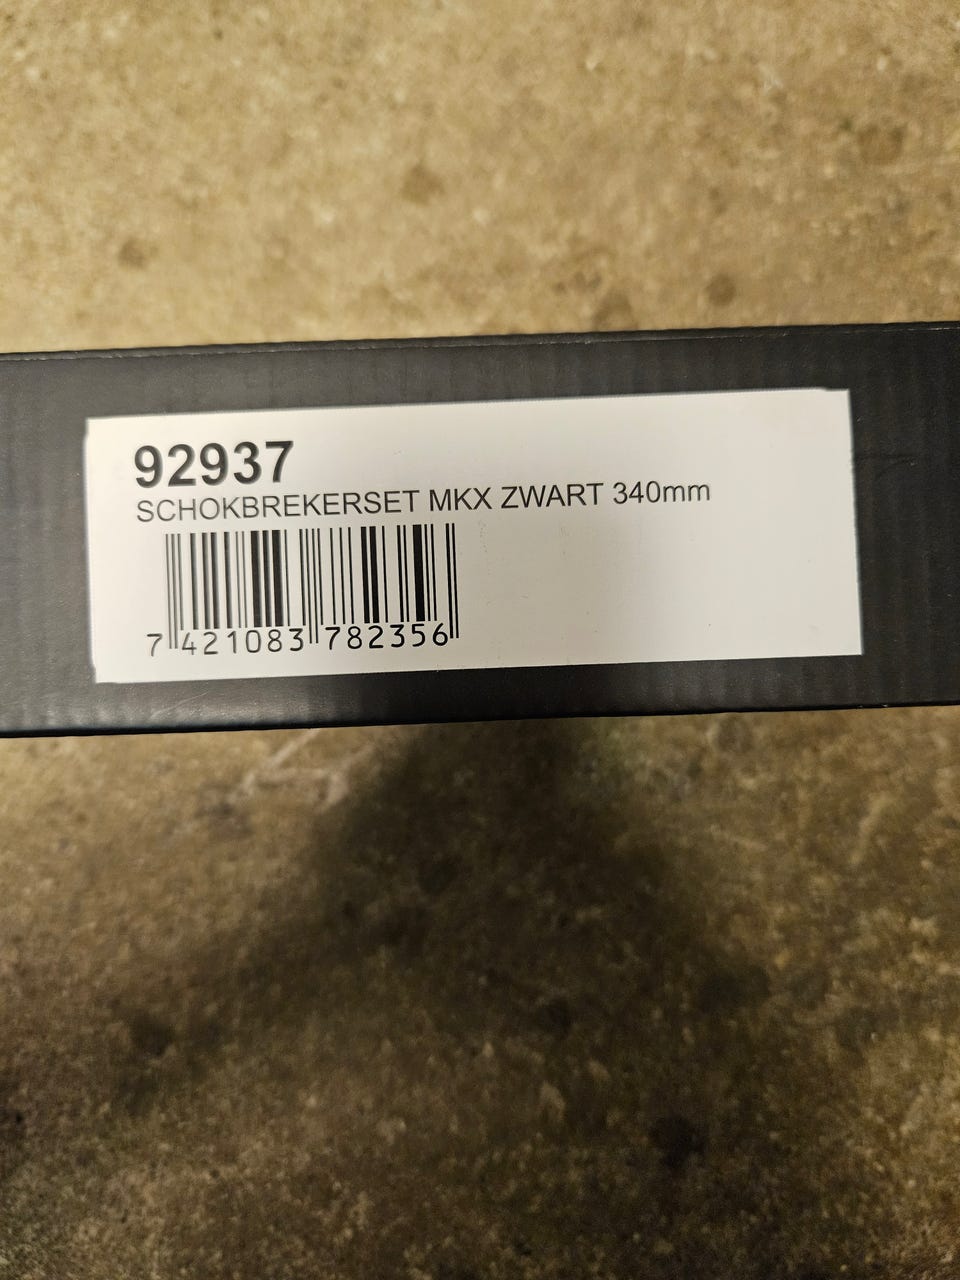 92937
SCHOKBREKERSET MKX ZWART 340mm
7 421083 782356